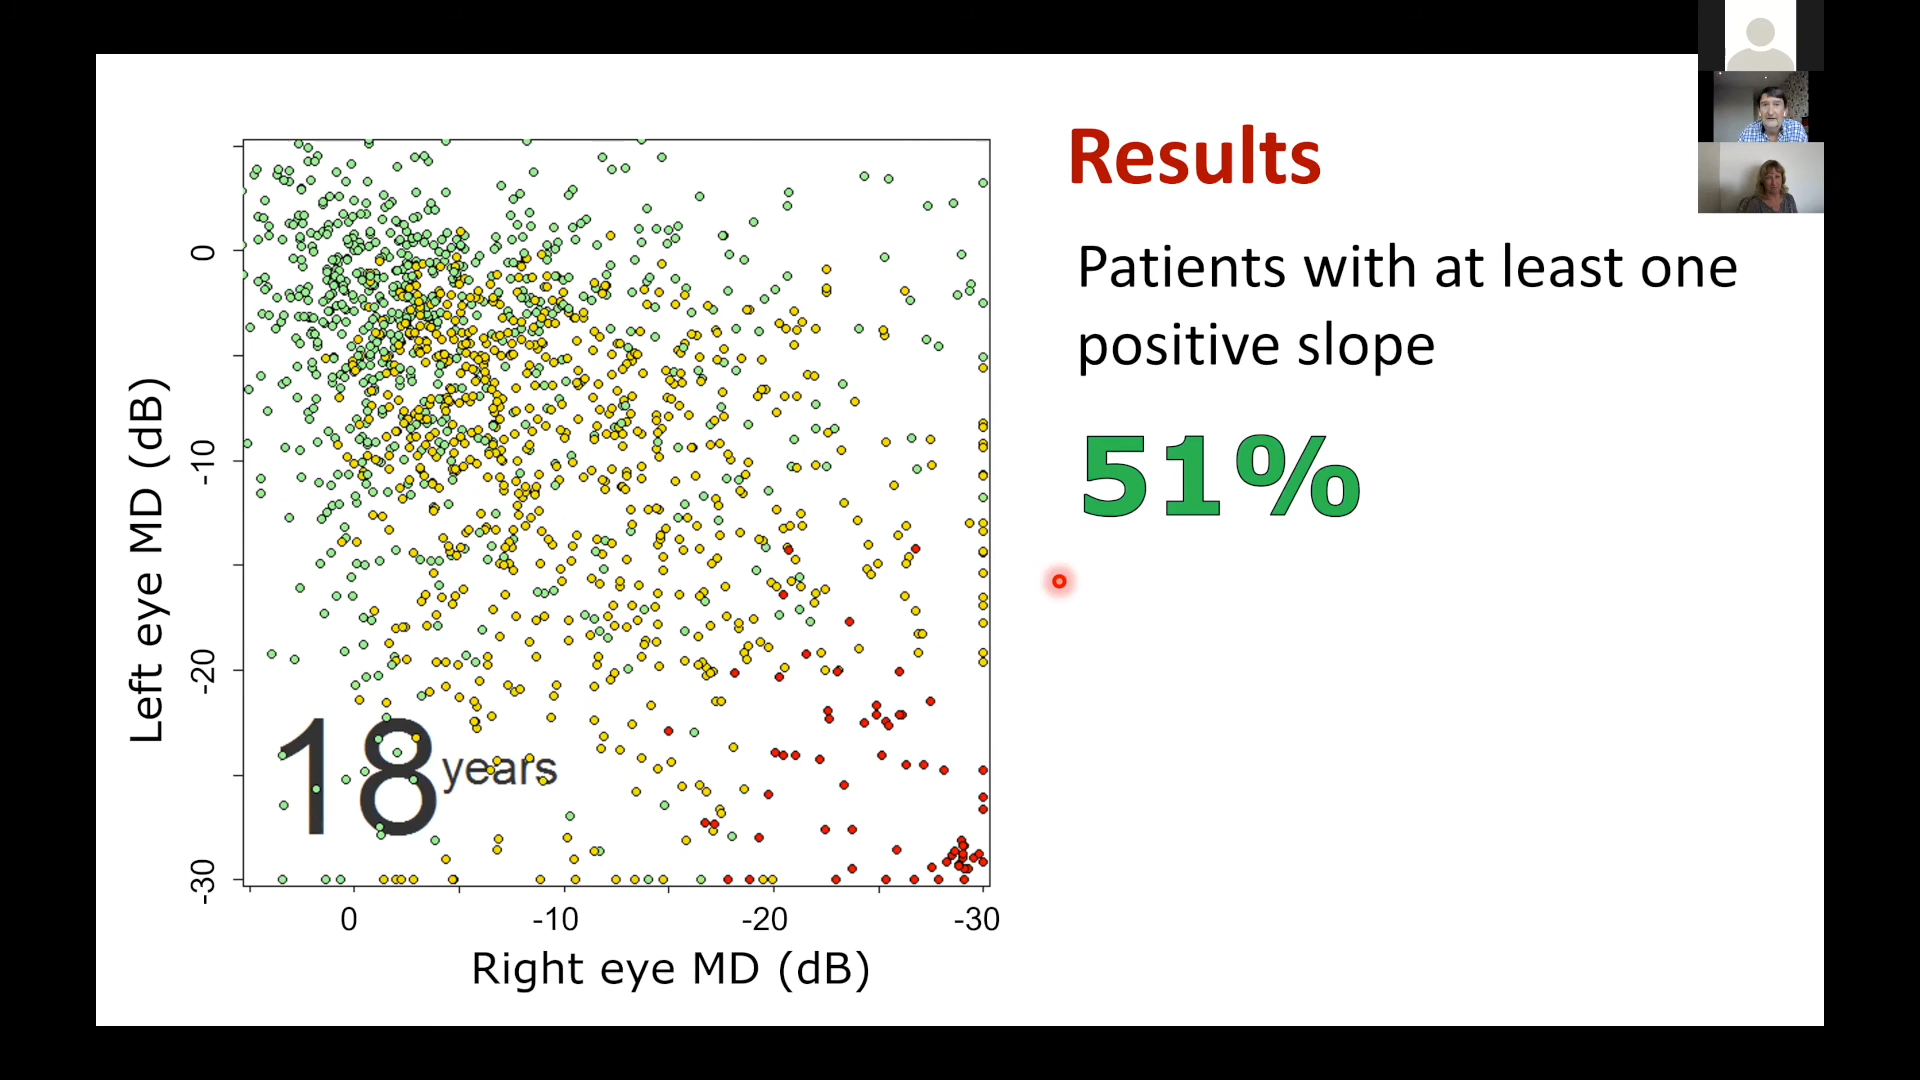 Results
Patients with at least one
positive slope
51%
Left eye MD (dB)
0
-10
-20
-30
18 years
0
-10
-20
-30
Right eye MD (dB)